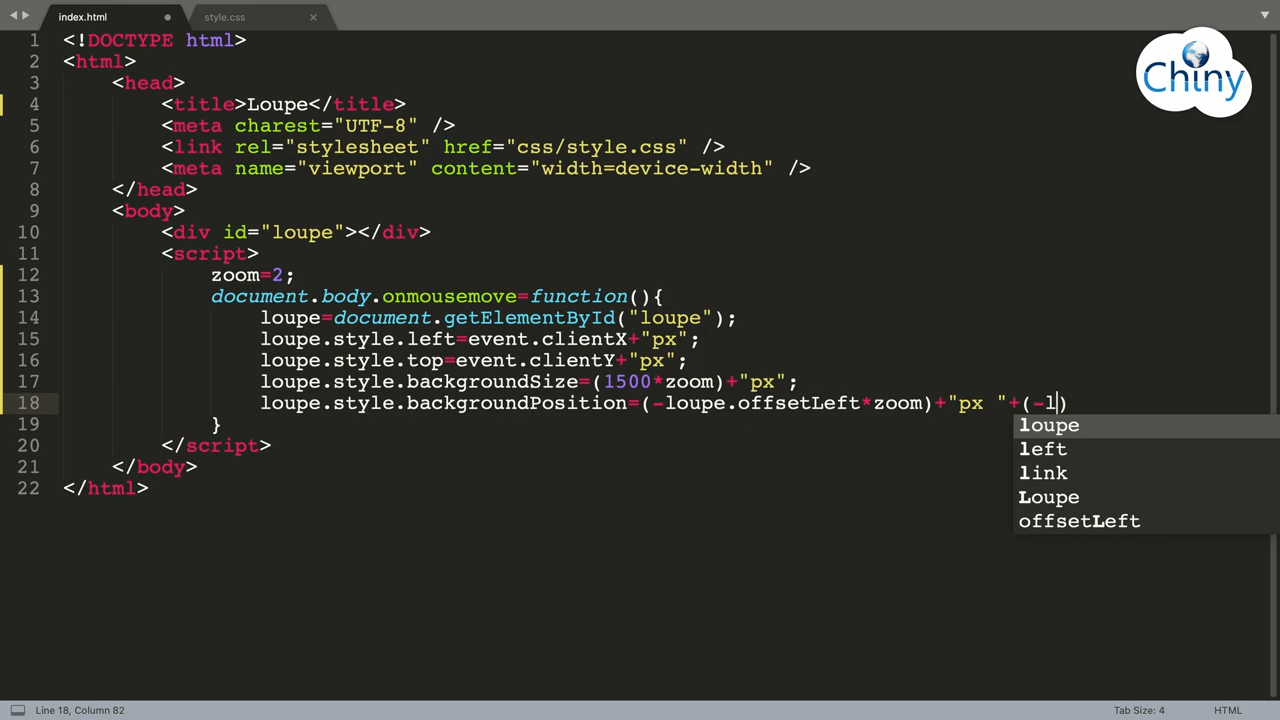 index.html
style.css
Chiny
1 <!DOCTYPE html>
2 <html>
3 <head>
4 <title>Loupe</title>
5 <meta charest="UTF-8" />
6 <link rel="stylesheet" href="css/style.css" />
7 <meta name="viewport" content="width=device-width" />
8 </head>
9 <body>
10 <div id="loupe"></div>
11 <script>
12 zoom=2;
13 document.body.onmousemove=function(){
14 loupe=document.getElementById("loupe");
15 loupe.style.left=event.clientX+"px";
16 loupe.style.top=event.clientY+"px";
17 loupe.style.backgroundSize=(1500*zoom)+"px";
18 loupe.style.backgroundPosition=(-loupe.offsetLeft*zoom)+"px "+(-l)
19 }
20 </script>
21 </body>
22 </html>
loupe
left
link
Loupe
offsetLeft
Line 18, Column 82
Tab Size: 4
HTML